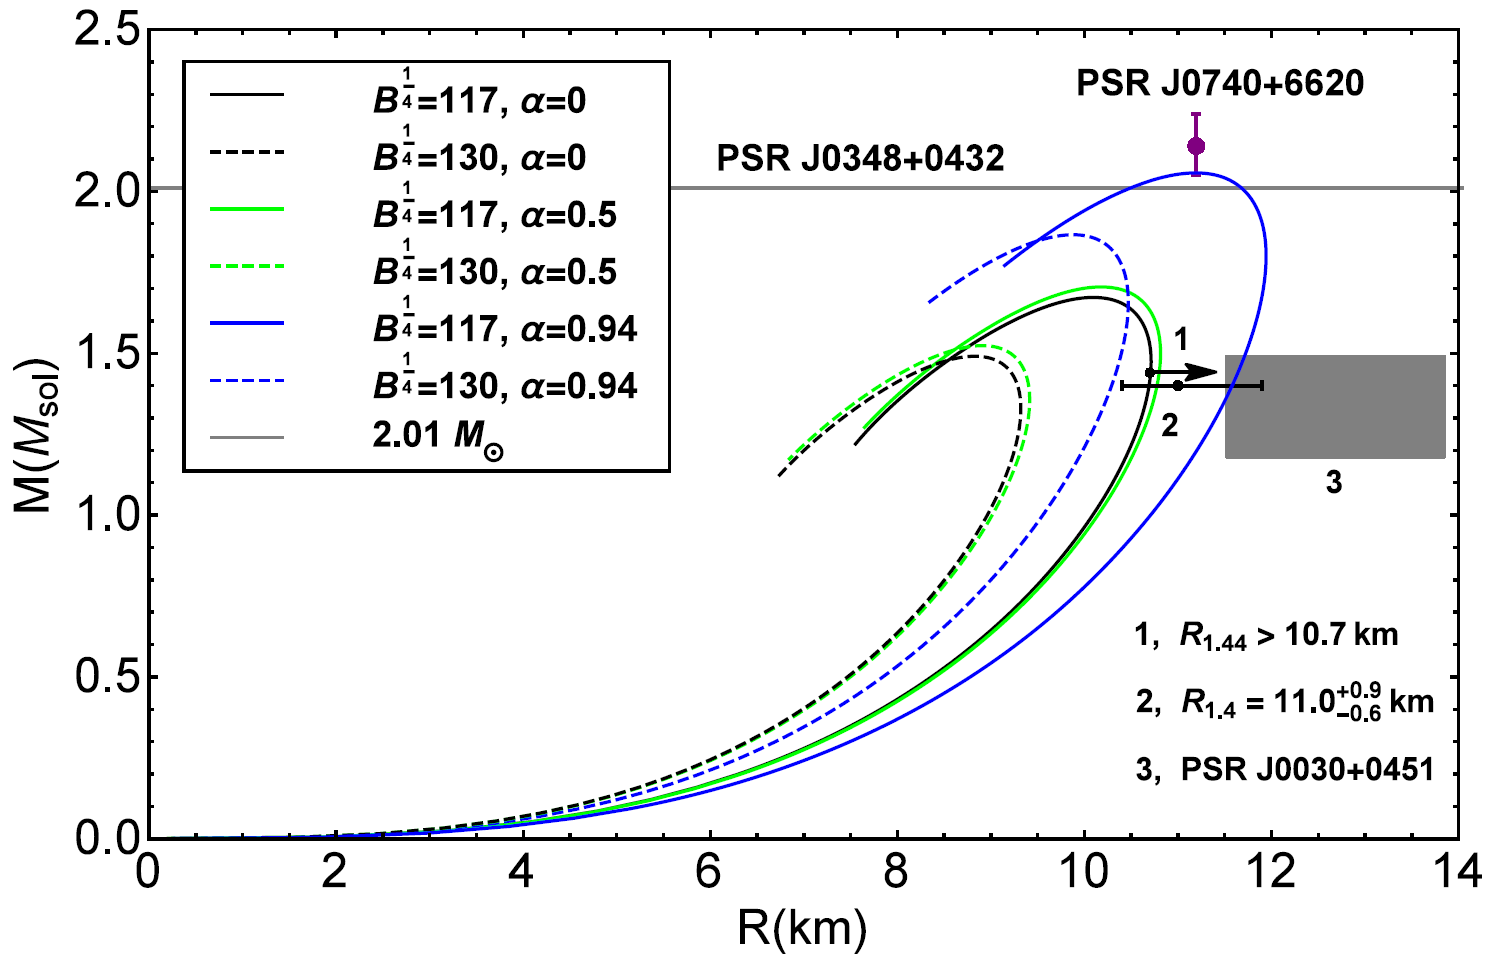 2.5
2.0
1.5
1.0
0.5
0.0
M(M_sol)
B^{1/4}=117, α=0
B^{1/4}=130, α=0
B^{1/4}=117, α=0.5
B^{1/4}=130, α=0.5
B^{1/4}=117, α=0.94
B^{1/4}=130, α=0.94
2.01 M_⊙
PSR J0740+6620
PSR J0348+0432
1
2
3
1, R_{1.44} > 10.7 km
2, R_{1.4} = 11.0^{+0.9}_{−0.6} km
3, PSR J0030+0451
0 2 4 6 8 10 12 14
R(km)